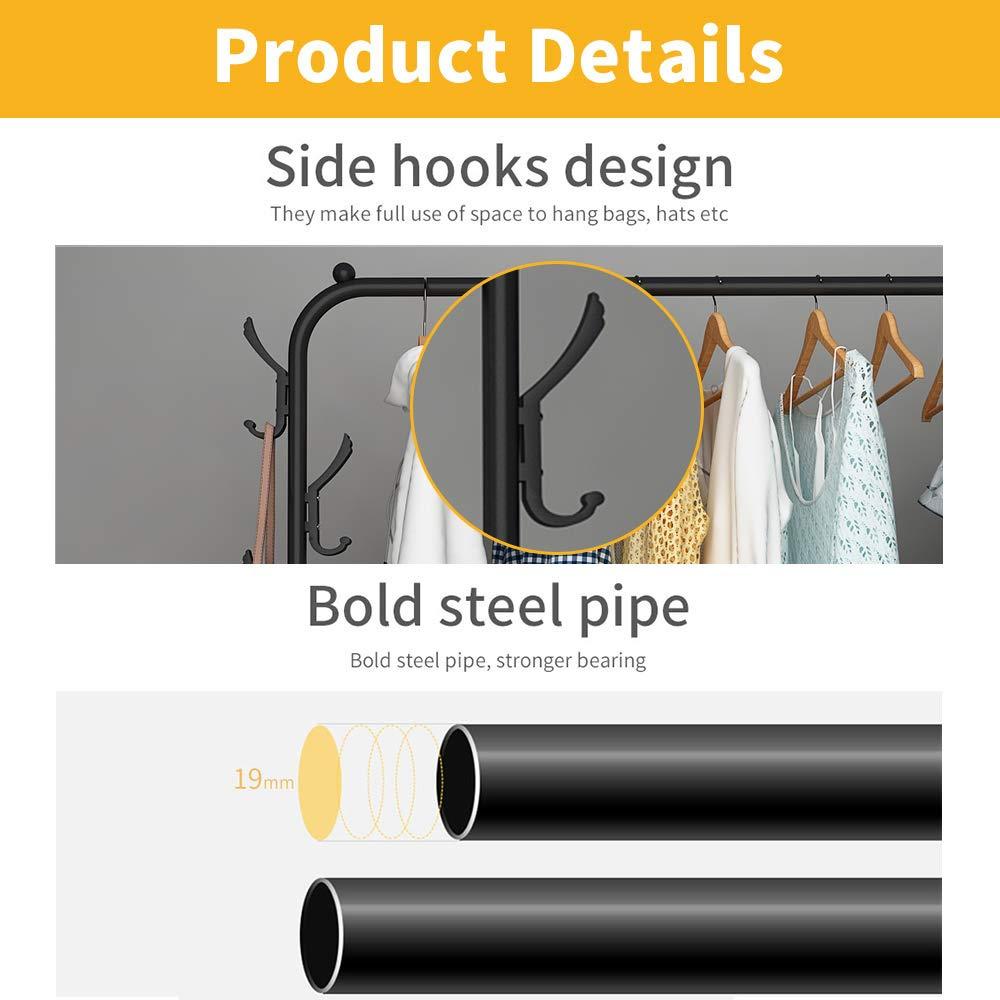 Product Details
Side hooks design
They make full use of space to hang bags, hats etc
Bold steel pipe
Bold steel pipe, stronger bearing
19mm